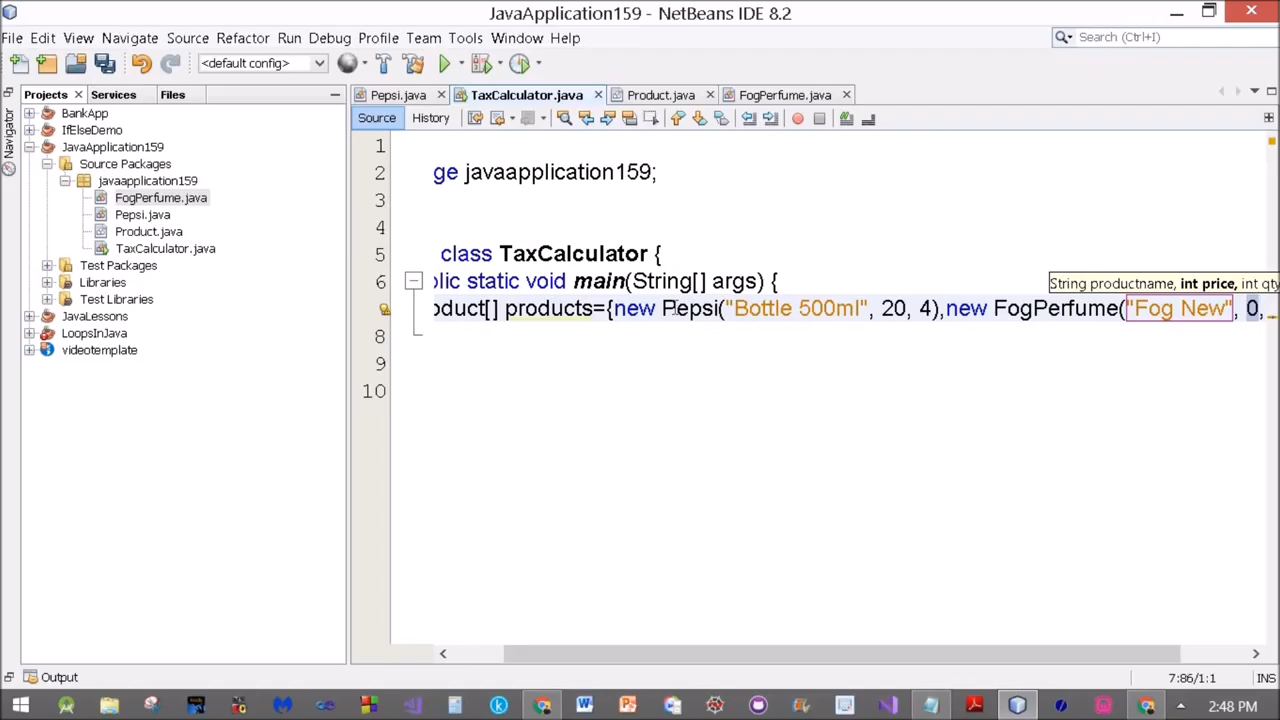 JavaApplication159 - NetBeans IDE 8.2
File Edit View Navigate Source Refactor Run Debug Profile Team Tools Window Help
Search (Ctrl+I)
<default config>
Projects Services Files
Pepsi.java TaxCalculator.java Product.java FogPerfume.java
Source History
Navigator
BankApp
IfElseDemo
JavaApplication159
Source Packages
javaapplication159
FogPerfume.java
Pepsi.java
Product.java
TaxCalculator.java
Test Packages
Libraries
Test Libraries
JavaLessons
LoopsInJava
videotemplate
1
2 ge javaapplication159;
3
4
5 class TaxCalculator {
6 olic static void main(String[] args) {
String productname, int price, int qty
oduct[] products={new Pepsi("Bottle 500ml", 20, 4),new FogPerfume("Fog New", 0,
8
9
10
Output
7:86/1:1 INS
2:48 PM